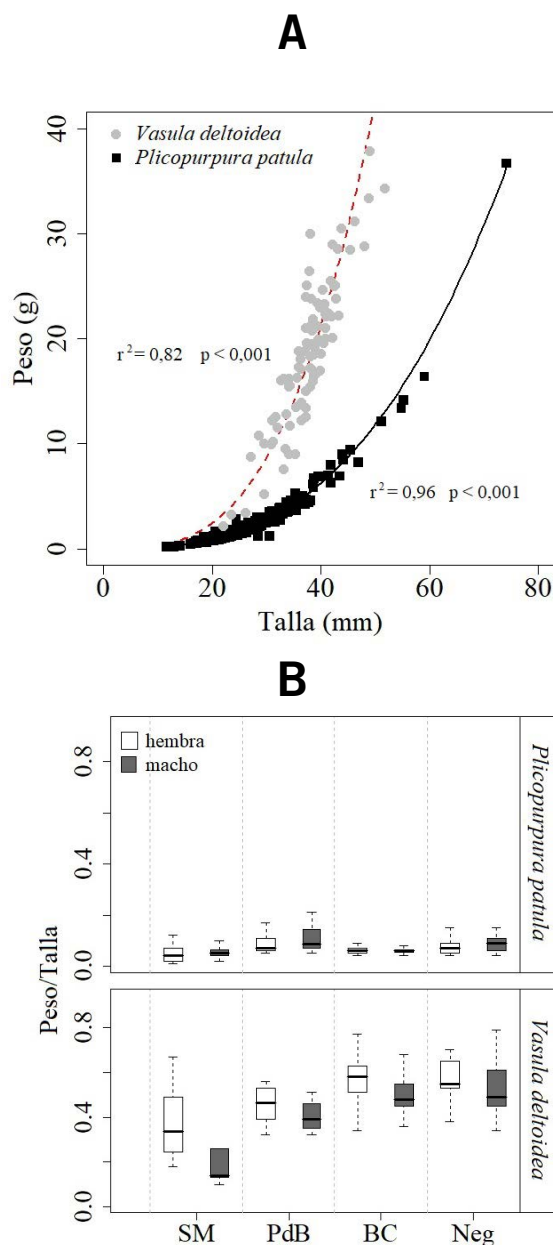 A
Vasula deltoidea
Plicopurpura patula
r² = 0,82 p < 0,001
r² = 0,96 p < 0,001
Peso (g)
0
10
20
30
40
0
20
40
60
80
Talla (mm)
B
hembra
macho
Plicopurpura patula
0.8
0.4
0.0
Peso/Talla
Vasula deltoidea
0.8
0.4
0.0
SM PdB BC Neg